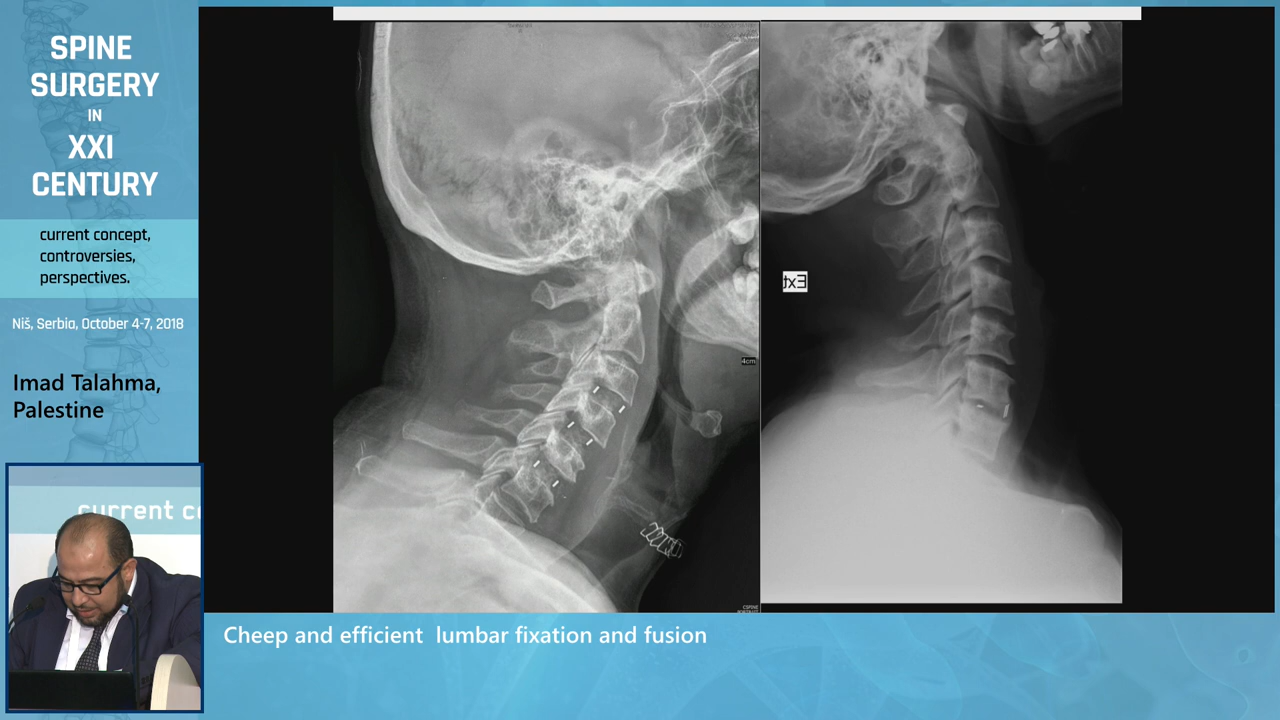 SPINE
SURGERY
IN
XXI
CENTURY
current concept,
controversies,
perspectives.
Niš, Serbia, October 4-7, 2018
Imad Talahma,
Palestine
current c
Ext
4cm
Cheep and efficient lumbar fixation and fusion